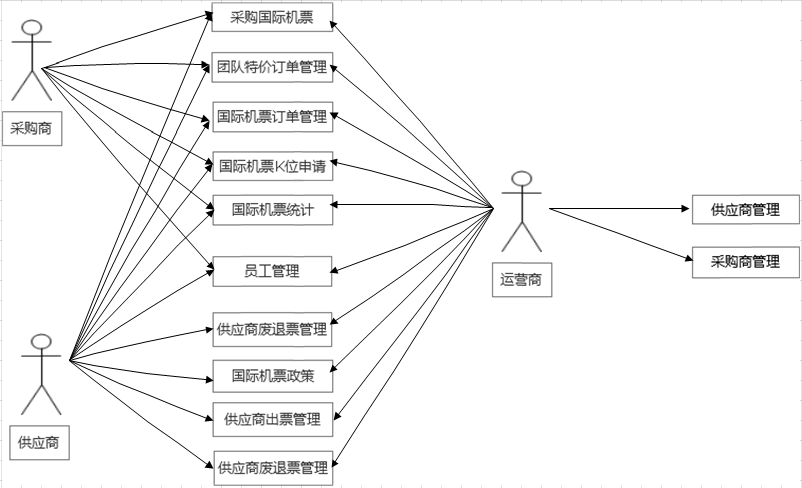 采购国际机票
团队特价订单管理
采购商
国际机票订单管理
国际机票K位申请
国际机票统计
供应商管理
员工管理
运营商
采购商管理
供应商废退票管理
国际机票政策
供应商出票管理
供应商
供应商废退票管理